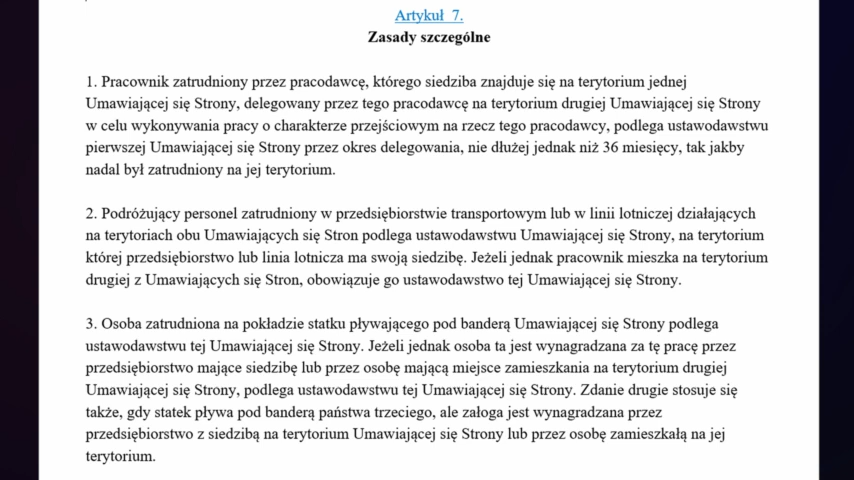 Artykuł 7.
Zasady szczególne
1. Pracownik zatrudniony przez pracodawcę, którego siedziba znajduje się na terytorium jednej
Umawiającej się Strony, delegowany przez tego pracodawcę na terytorium drugiej Umawiającej się Strony
w celu wykonywania pracy o charakterze przejściowym na rzecz tego pracodawcy, podlega ustawodawstwu
pierwszej Umawiającej się Strony przez okres delegowania, nie dłużej jednak niż 36 miesięcy, tak jakby
nadal był zatrudniony na jej terytorium.
2. Podróżujący personel zatrudniony w przedsiębiorstwie transportowym lub w linii lotniczej działających
na terytoriach obu Umawiających się Stron podlega ustawodawstwu Umawiającej się Strony, na terytorium
której przedsiębiorstwo lub linia lotnicza ma swoją siedzibę. Jeżeli jednak pracownik mieszka na terytorium
drugiej z Umawiających się Stron, obowiązuje go ustawodawstwo tej Umawiającej się Strony.
3. Osoba zatrudniona na pokładzie statku pływającego pod banderą Umawiającej się Strony podlega
ustawodawstwu tej Umawiającej się Strony. Jeżeli jednak osoba ta jest wynagradzana za tę pracę przez
przedsiębiorstwo mające siedzibę lub przez osobę mającą miejsce zamieszkania na terytorium drugiej
Umawiającej się Strony, podlega ustawodawstwu tej Umawiającej się Strony. Zdanie drugie stosuje się
także, gdy statek pływa pod banderą państwa trzeciego, ale załoga jest wynagradzana przez
przedsiębiorstwo z siedzibą na terytorium Umawiającej się Strony lub przez osobę zamieszkałą na jej
terytorium.